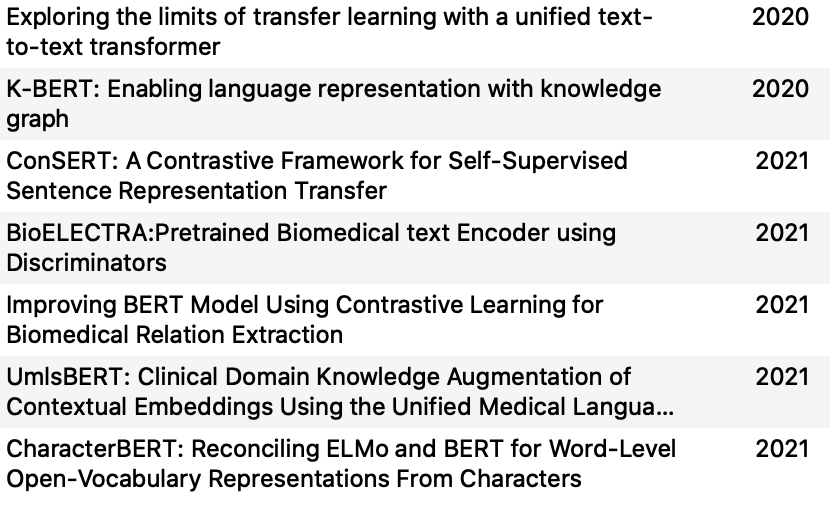 Exploring the limits of transfer learning with a unified text- 2020
to-text transformer
K-BERT: Enabling language representation with knowledge 2020
graph
ConSERT: A Contrastive Framework for Self-Supervised 2021
Sentence Representation Transfer
BioELECTRA:Pretrained Biomedical text Encoder using 2021
Discriminators
Improving BERT Model Using Contrastive Learning for 2021
Biomedical Relation Extraction
UmlsBERT: Clinical Domain Knowledge Augmentation of 2021
Contextual Embeddings Using the Unified Medical Langua...
CharacterBERT: Reconciling ELMo and BERT for Word-Level 2021
Open-Vocabulary Representations From Characters